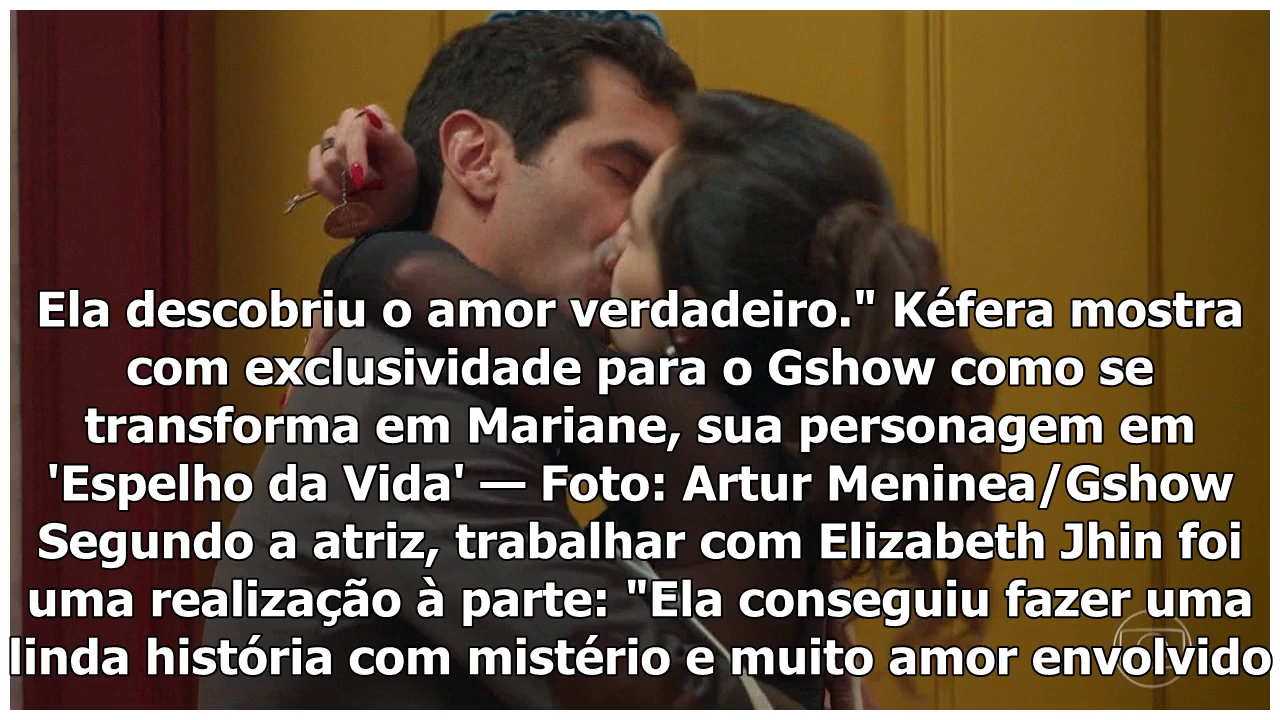 Ela descobriu o amor verdadeiro." Kéfera mostra
com exclusividade para o Gshow como se
transforma em Mariane, sua personagem em
'Espelho da Vida' — Foto: Artur Meninea/Gshow
Segundo a atriz, trabalhar com Elizabeth Jhin foi
uma realização à parte: "Ela conseguiu fazer uma
linda história com mistério e muito amor envolvido